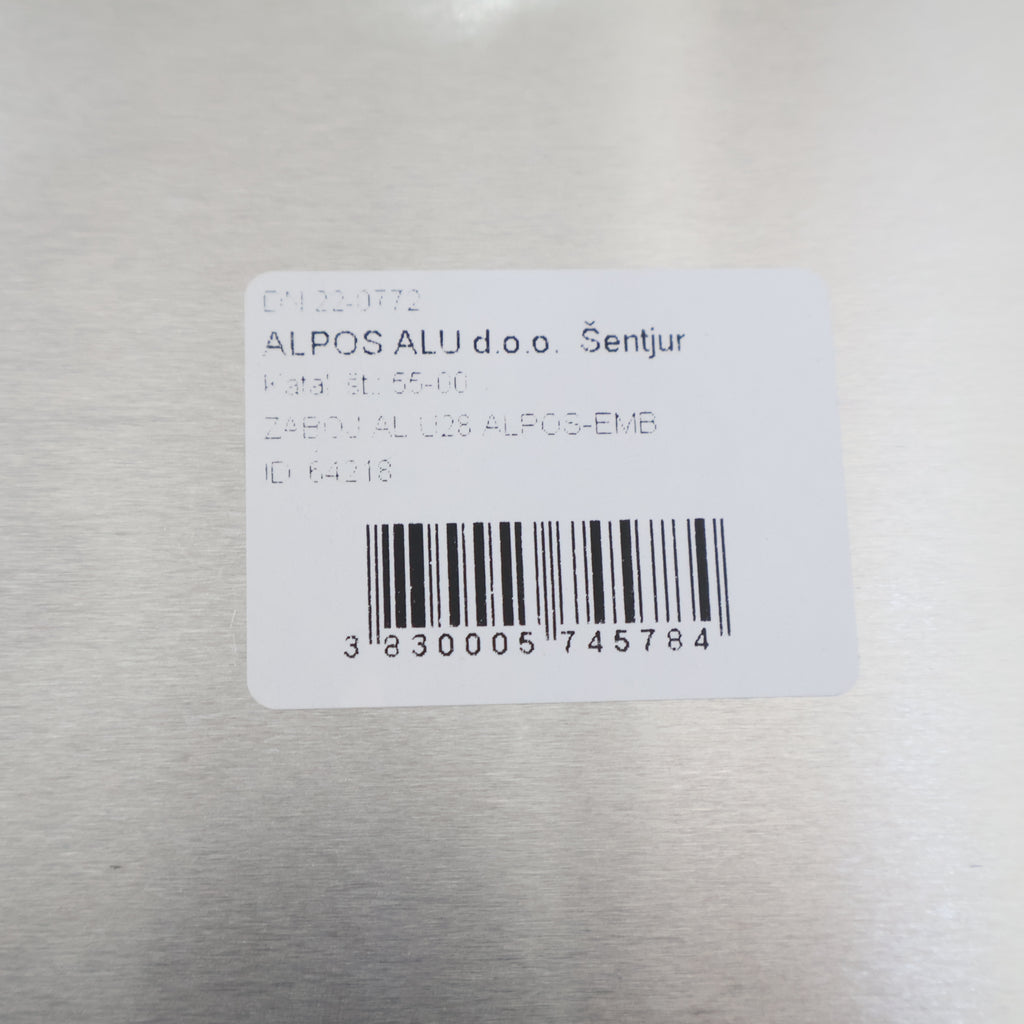 DN 22-0772
ALPOS ALU d.o.o. Šentjur
Katal št.: 55-00
ZABOJ AL U28 ALPOS-EMB
ID: 64218
3 830005 745784